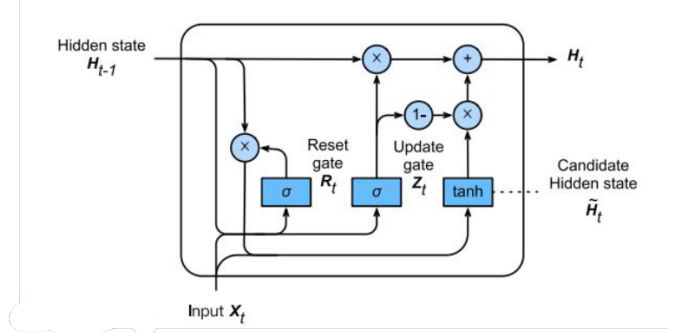 Hidden state
H_{t-1}
×
+
H_t
1-
×
×
Reset
gate
R_t
Update
gate
Z_t
σ
σ
tanh
Candidate
Hidden state
H̃_t
Input X_t